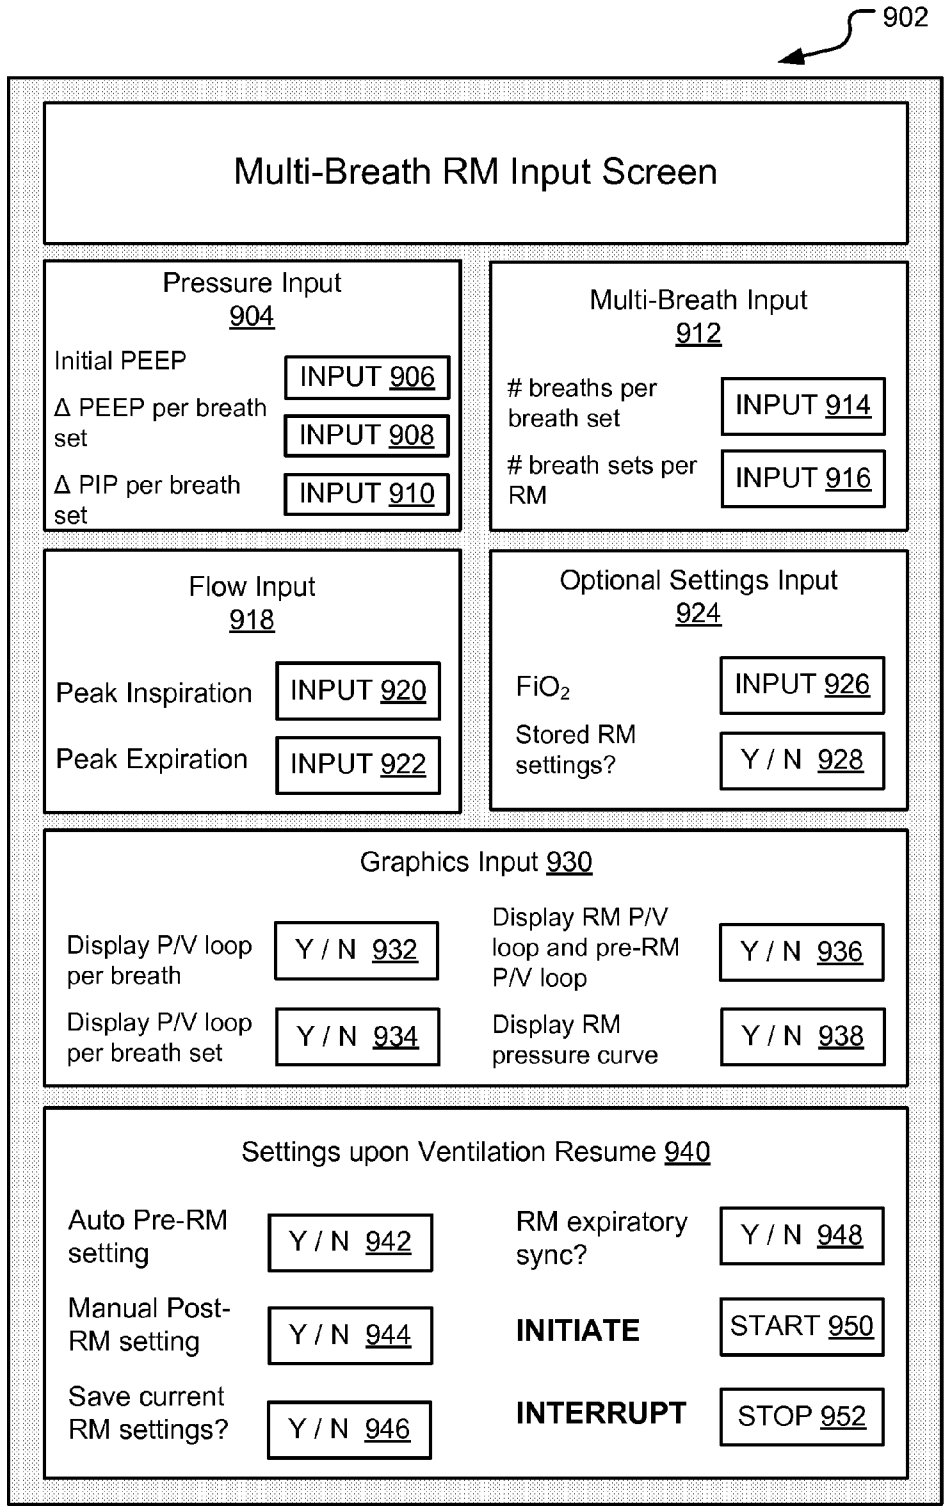 902
Multi-Breath RM Input Screen
Pressure Input
904
Initial PEEP
INPUT 906
Δ PEEP per breath
set
INPUT 908
Δ PIP per breath
set
INPUT 910
Multi-Breath Input
912
# breaths per
breath set
INPUT 914
# breath sets per
RM
INPUT 916
Flow Input
918
Peak Inspiration
INPUT 920
Peak Expiration
INPUT 922
Optional Settings Input
924
FiO₂
INPUT 926
Stored RM
settings?
Y / N 928
Graphics Input 930
Display P/V loop
per breath
Y / N 932
Display P/V loop
per breath set
Y / N 934
Display RM P/V
loop and pre-RM
P/V loop
Y / N 936
Display RM
pressure curve
Y / N 938
Settings upon Ventilation Resume 940
Auto Pre-RM
setting
Y / N 942
Manual Post-
RM setting
Y / N 944
Save current
RM settings?
Y / N 946
RM expiratory
sync?
Y / N 948
INITIATE
START 950
INTERRUPT
STOP 952